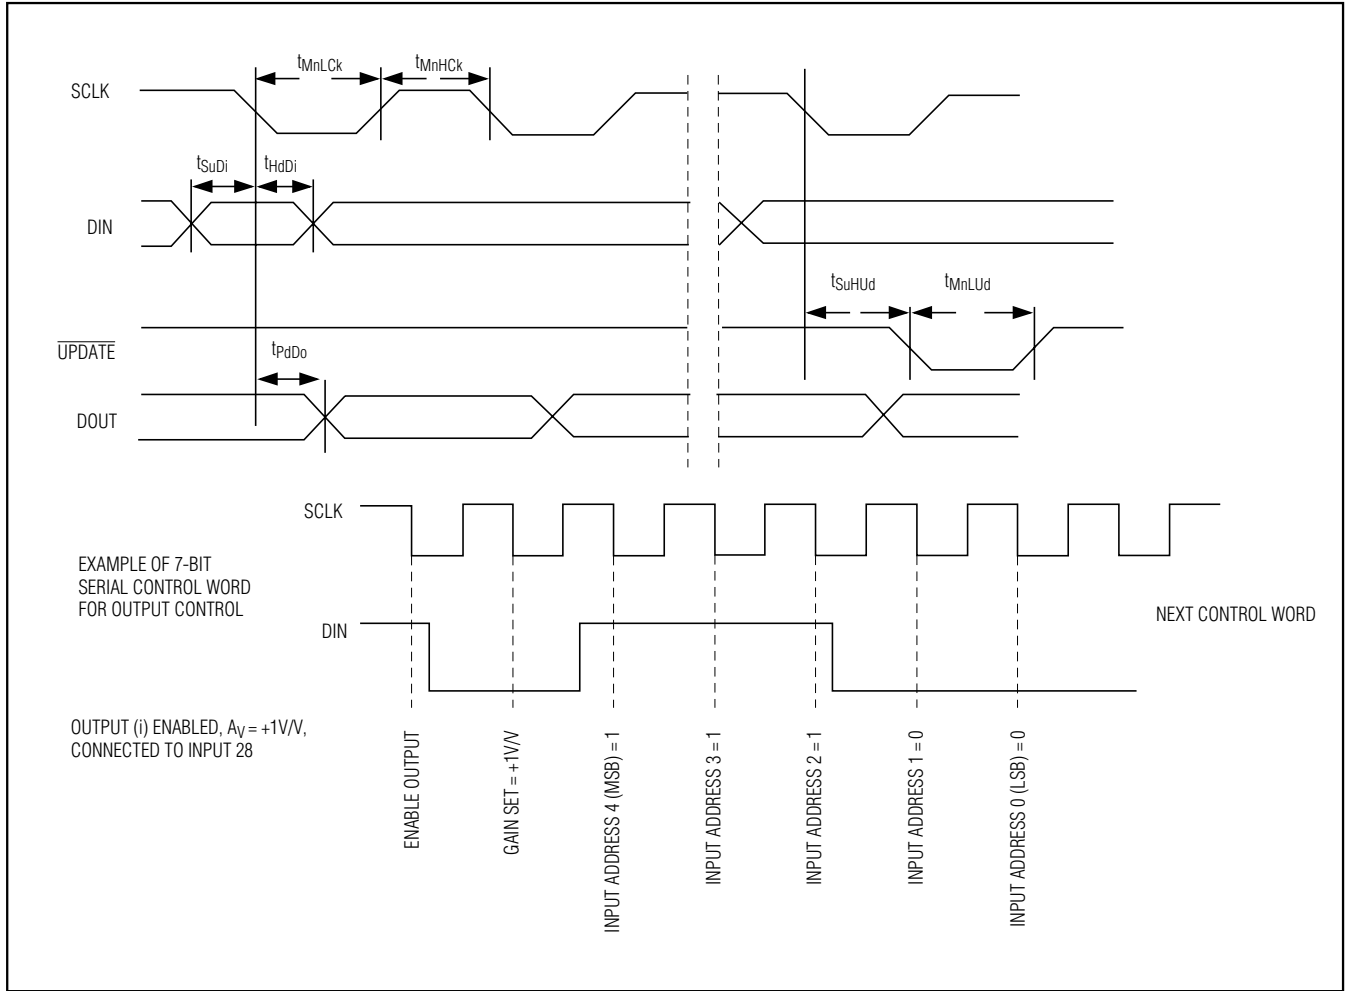 tMnLCk
tMnHCk
SCLK
tSuDi
tHdDi
DIN
tSuHUd
tMnLUd
UPDATE
tPdDo
DOUT
SCLK
EXAMPLE OF 7-BIT
SERIAL CONTROL WORD
FOR OUTPUT CONTROL
DIN
NEXT CONTROL WORD
OUTPUT (i) ENABLED, AV = +1V/V,
CONNECTED TO INPUT 28
ENABLE OUTPUT
GAIN SET = +1V/V
INPUT ADDRESS 4 (MSB) = 1
INPUT ADDRESS 3 = 1
INPUT ADDRESS 2 = 1
INPUT ADDRESS 1 = 0
INPUT ADDRESS 0 (LSB) = 0